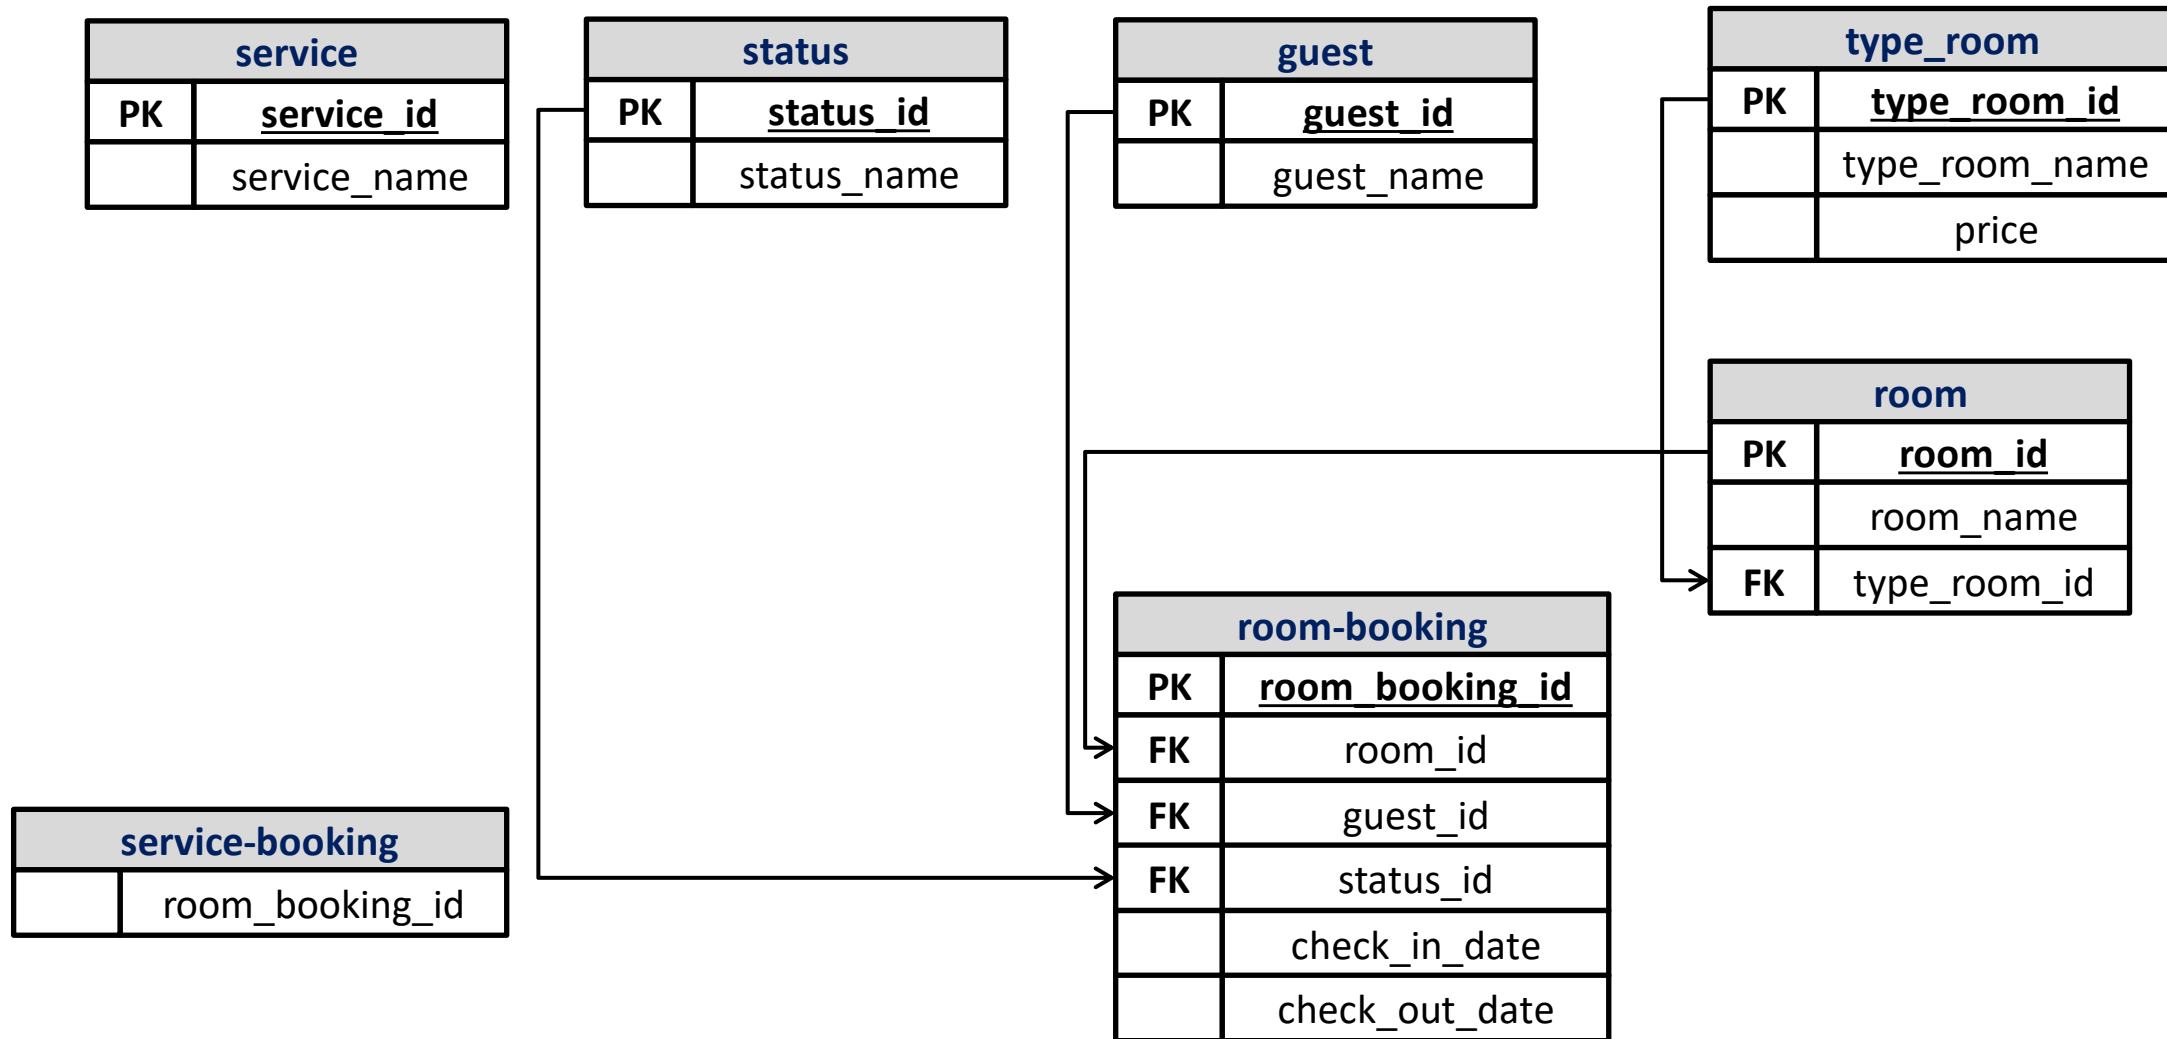 service
PK service_id
service_name
status
PK status_id
status_name
guest
PK guest_id
guest_name
type_room
PK type_room_id
type_room_name
price
room
PK room_id
room_name
FK type_room_id
room-booking
PK room_booking_id
FK room_id
FK guest_id
FK status_id
check_in_date
check_out_date
service-booking
room_booking_id